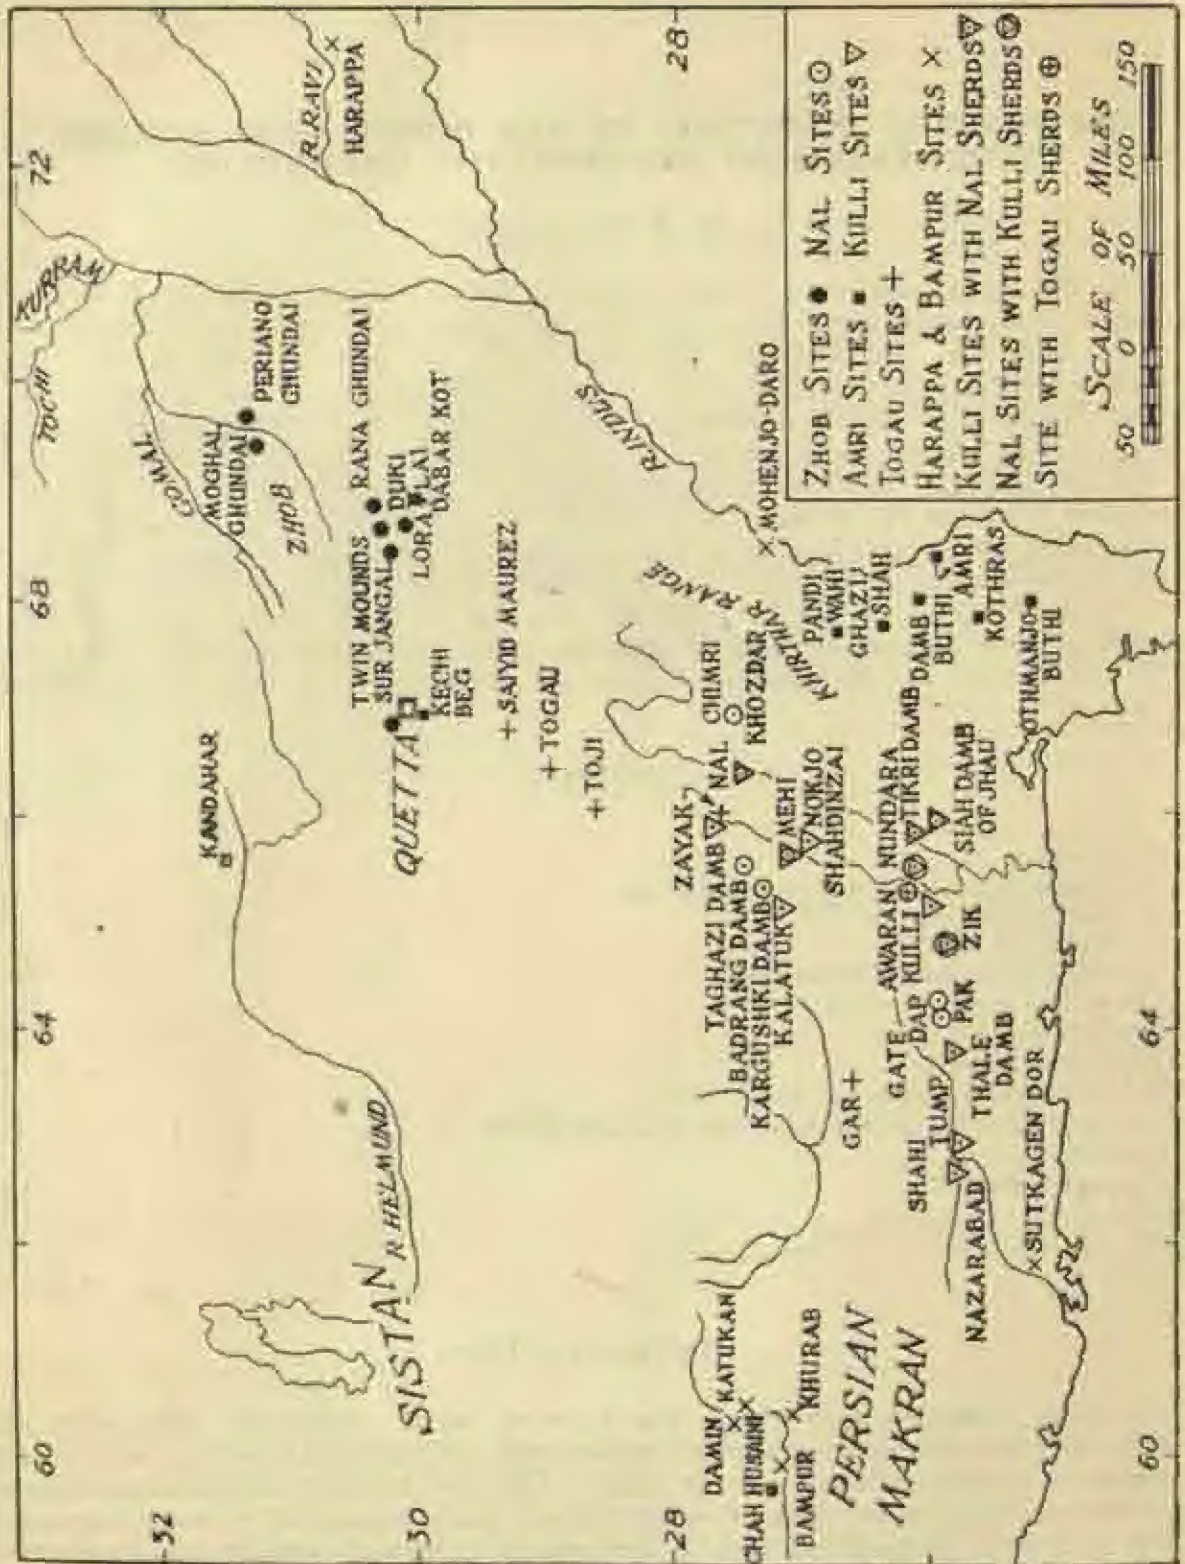 72
68
64
60
32
30
28
28
64
60
KURRAM
TOCHI
GOMAL
MOGHAL
GHUNDAI
PERIANO
GHUNDAI
ZHOB
R. RAVI
HARAPPA
TWIN MOUNDS
SUR JANGAL
RANA GHUNDAI
DUKI
LORALAI
DABAR KOT
QUETTA
KECHI
BEG
KANDAHAR
SISTAN
R HELMUND
R. INDUS
SAIYID MAUREZ
TOGAU
TOJI
MOHENJO-DARO
KHIRTHAR RANGE
ZAYAK
NAL
CHIMRI
KHOZDAR
PANDI
WAHI
GHAZI
SHAH
TAGHAZI DAMB
BADRANG DAMB
KARGUSHKI DAMB
KALATUK
MEHI
NOKJO
SHAHDINZAI
AWARAN
NUNDARA
TIKRI DAMB
DAMB
BUTHI
AMRI
KOTHRAS
OTHMANJO
BUTHI
SIAH DAMB
OF JHAU
GATE
DAP
KULLI
ZIK
PAK
THALE
DAMB
GAR
SHAHI
TUMP
NAZARABAD
SUTKAGEN DOR
DAMIN
KATUKAN
CHAH HUSAINI
BAMPUR
KHURAB
PERSIAN
MAKRAN
ZHOB SITES ● NAL SITES ⊙
AMRI SITES ▪ KULLI SITES ▽
TOGAU SITES +
HARAPPA & BAMPUR SITES ×
KULLI SITES WITH NAL SHERDS
NAL SITES WITH KULLI SHERDS
SITE WITH TOGAU SHERDS ⊕
SCALE OF MILES
50 0 50 100 150